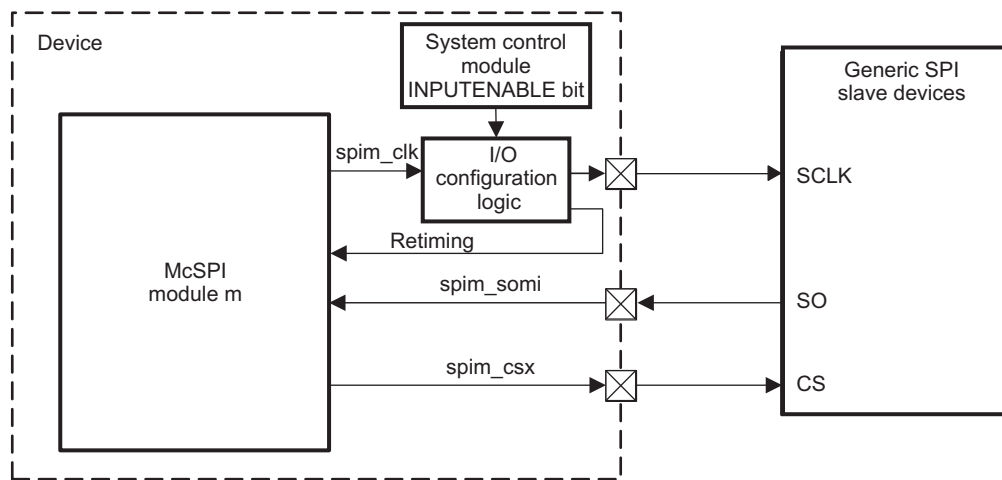 Device
System control
module
INPUTENABLE bit
Generic SPI
slave devices
spim_clk
I/O
configuration
logic
SCLK
Retiming
McSPI
module m
spim_somi
SO
spim_csx
CS